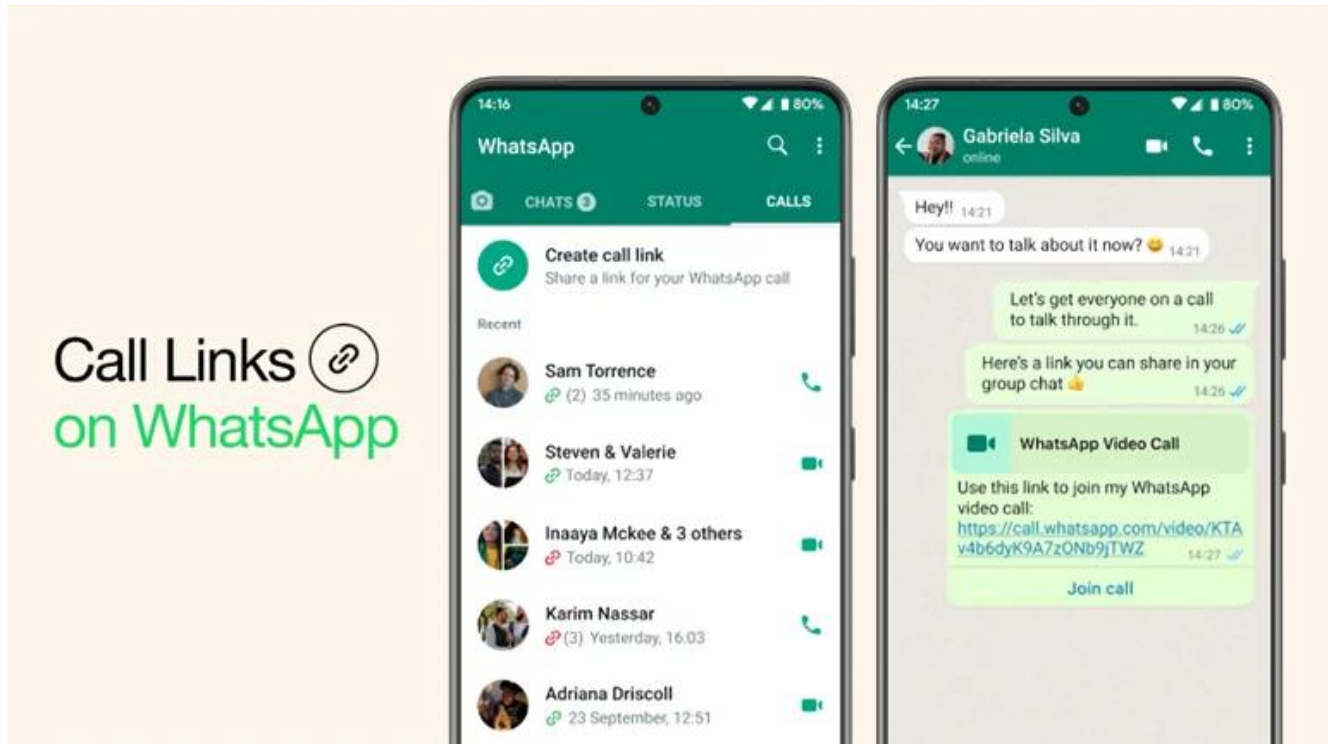 Call Links
on WhatsApp
14:16
80%
WhatsApp
CHATS 3
STATUS
CALLS
Create call link
Share a link for your WhatsApp call
Recent
Sam Torrence
(2) 35 minutes ago
Steven & Valerie
Today, 12:37
Inaaya Mckee & 3 others
Today, 10:42
Karim Nassar
(3) Yesterday, 16:03
Adriana Driscoll
23 September, 12:51
14:27
80%
Gabriela Silva
online
Hey!! 14:21
You want to talk about it now? 😄 14:21
Let's get everyone on a call
to talk through it. 14:26
Here's a link you can share in your
group chat 👍 14:26
WhatsApp Video Call
Use this link to join my WhatsApp
video call:
https://call.whatsapp.com/video/KTA
v4b6dyK9A7zONb9jTWZ 14:27
Join call